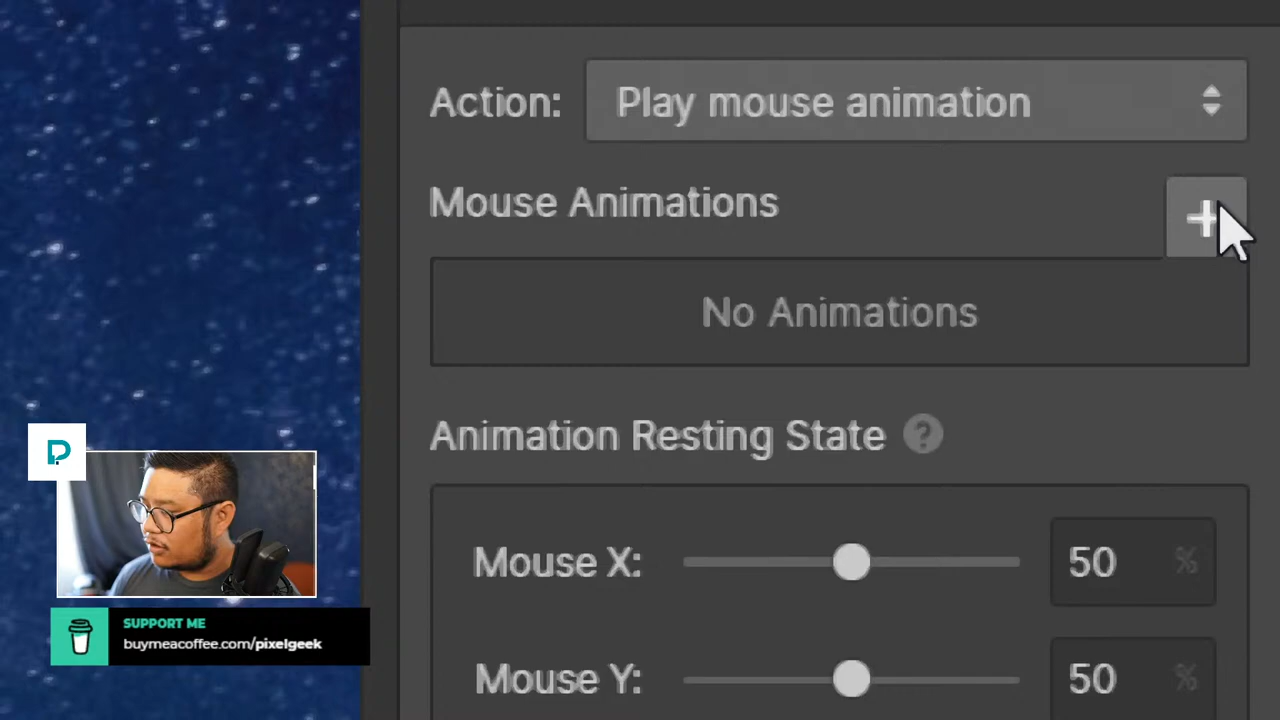 Action: Play mouse animation
Mouse Animations
No Animations
Animation Resting State ?
Mouse X: 50 %
Mouse Y: 50 %
SUPPORT ME
buymeacoffee.com/pixelgeek